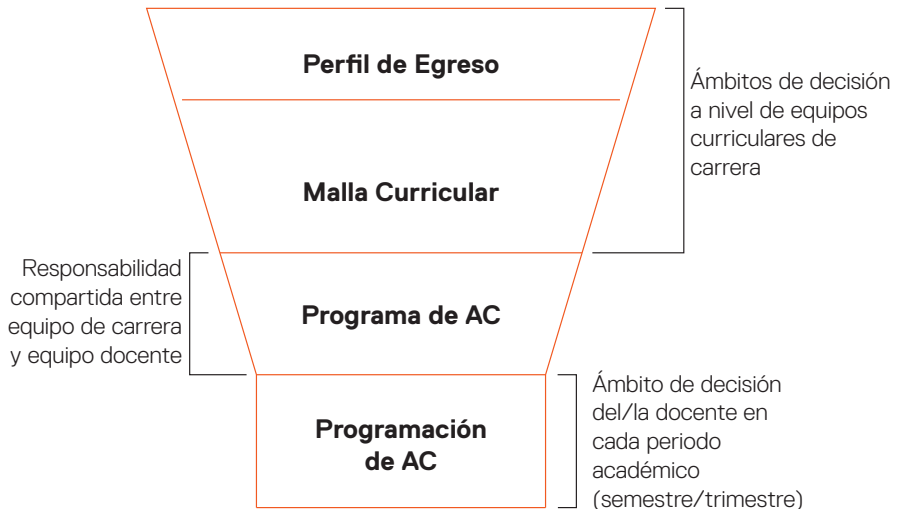 Perfil de Egreso
Ámbitos de decisión
a nivel de equipos
curriculares de
carrera
Malla Curricular
Responsabilidad
compartida entre
equipo de carrera
y equipo docente
Programa de AC
Programación
de AC
Ámbito de decisión
del/la docente en
cada periodo
académico
(semestre/trimestre)